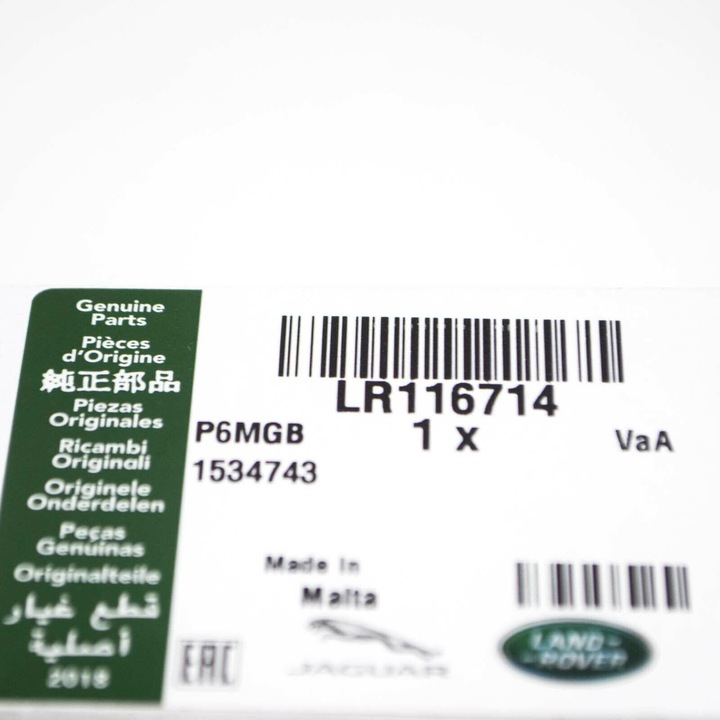 Genuine
Parts
Pièces
d'Origine
純正部品
Piezas
Originales
Ricambi
Originali
Originele
Onderdelen
Peças
Genuínas
Originalteile
قطع غيار
أصلية
2018
LR116714
P6MGB
1 x
VaA
1534743
Made In
Malta
EAC
JAGUAR
LAND-
-ROVER